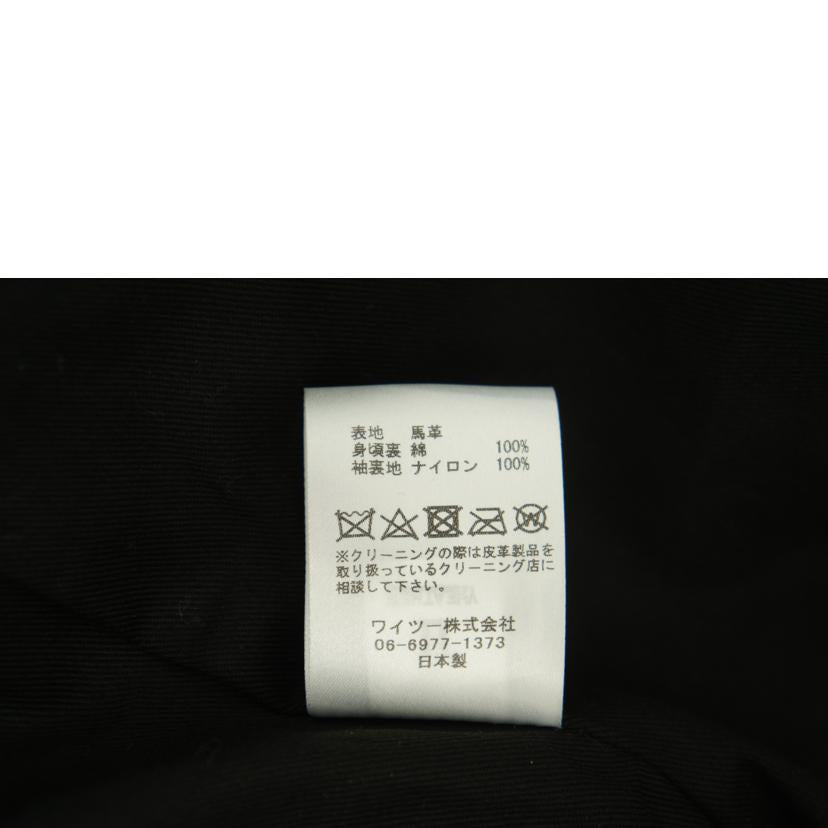 表地 馬革
身頃裏 綿 100%
袖裏地 ナイロン 100%
※クリーニングの際は皮革製品を
取り扱っているクリーニング店に
相談して下さい。
ワイツー株式会社
06-6977-1373
日本製